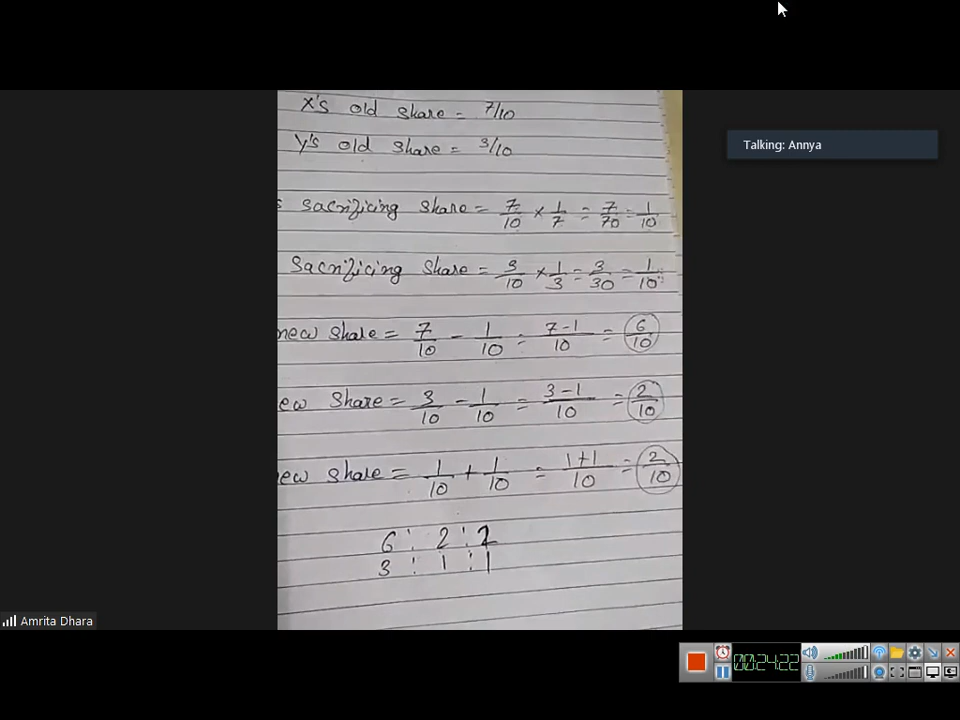 X's old share = 7/10
Y's old share = 3/10
Talking: Annya
s sacrificing share = 7/10 × 1/7 = 7/70 = 1/10
Sacrificing share = 3/10 × 1/3 = 3/30 = 1/10
new share = 7/10 - 1/10 = 7-1/10 = 6/10
ew share = 3/10 - 1/10 = 3-1/10 = 2/10
ew share = 1/10 + 1/10 = 1+1/10 = 2/10
6 : 2 : 2
3 : 1 : 1
Amrita Dhara
00:24:22